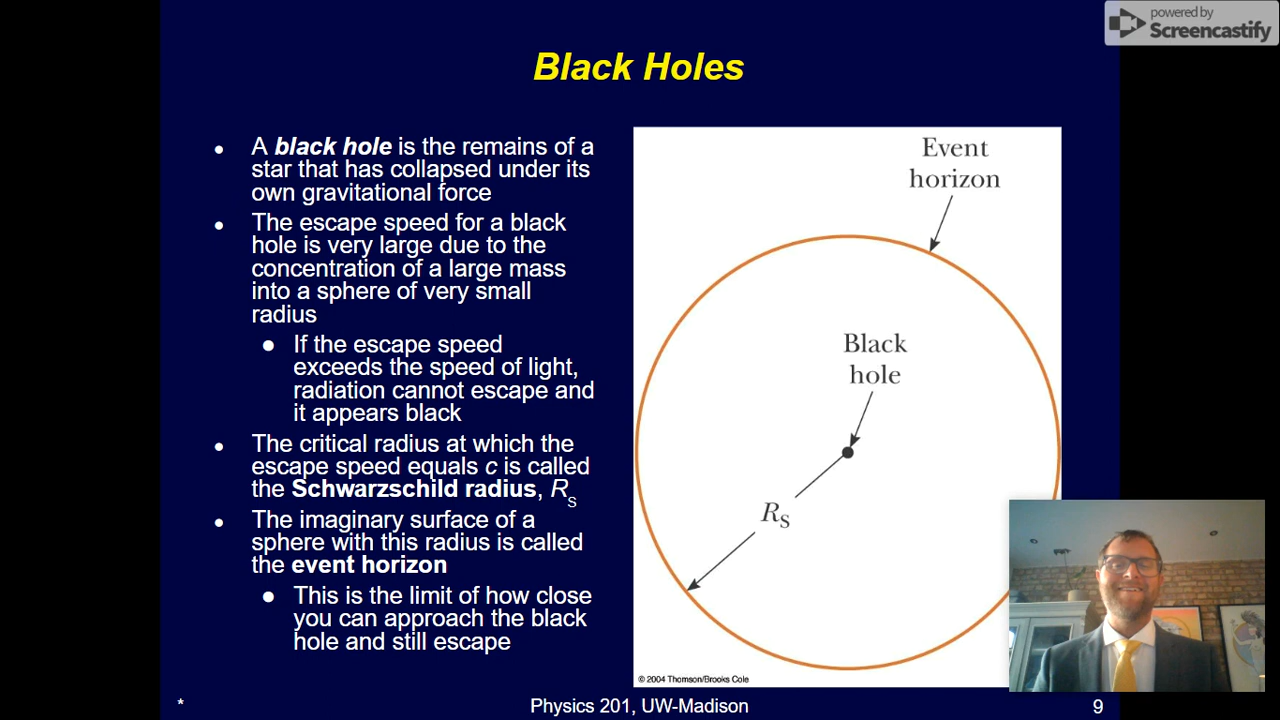 powered by
Screencastify
Black Holes
A black hole is the remains of a
star that has collapsed under its
own gravitational force
The escape speed for a black
hole is very large due to the
concentration of a large mass
into a sphere of very small
radius
If the escape speed
exceeds the speed of light,
radiation cannot escape and
it appears black
The critical radius at which the
escape speed equals c is called
the Schwarzschild radius, Rs
The imaginary surface of a
sphere with this radius is called
the event horizon
This is the limit of how close
you can approach the black
hole and still escape
Event
horizon
Black
hole
RS
© 2004 Thomson/Brooks Cole
*
Physics 201, UW-Madison
9